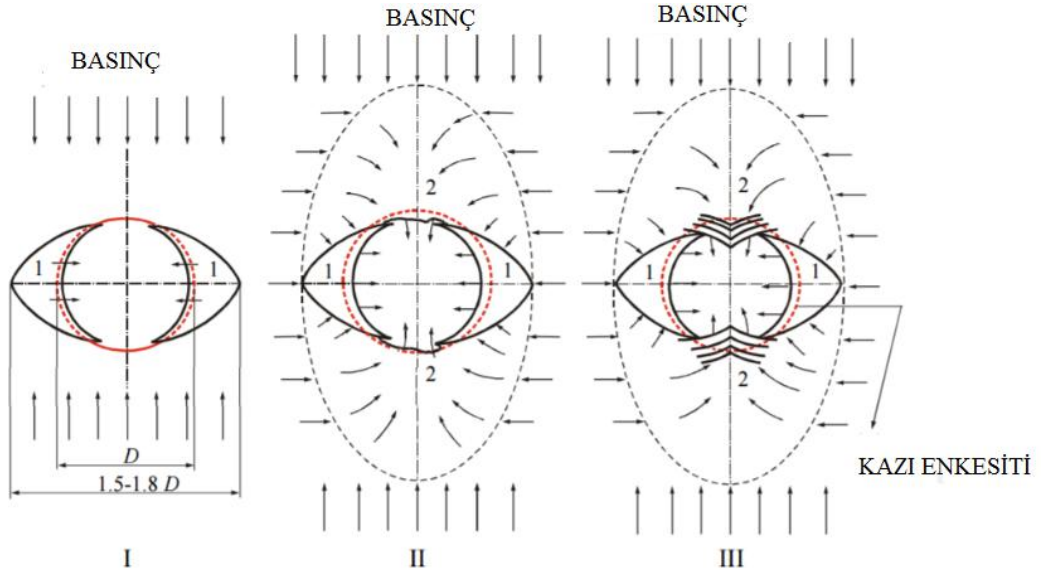 BASINÇ
BASINÇ
BASINÇ
1
1
D
1.5-1.8 D
I
2
1
1
2
II
2
1
1
2
KAZI ENKESİTİ
III